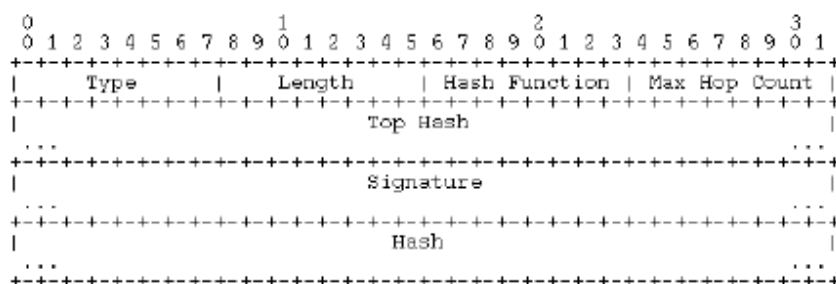 0                   1                   2                   3
0 1 2 3 4 5 6 7 8 9 0 1 2 3 4 5 6 7 8 9 0 1 2 3 4 5 6 7 8 9 0 1
+-+-+-+-+-+-+-+-+-+-+-+-+-+-+-+-+-+-+-+-+-+-+-+-+-+-+-+-+-+-+-+-+
| Type | Length | Hash Function | Max Hop Count |
+-+-+-+-+-+-+-+-+-+-+-+-+-+-+-+-+-+-+-+-+-+-+-+-+-+-+-+-+-+-+-+-+
| Top Hash |
... ...
+-+-+-+-+-+-+-+-+-+-+-+-+-+-+-+-+-+-+-+-+-+-+-+-+-+-+-+-+-+-+-+-+
| Signature |
... ...
+-+-+-+-+-+-+-+-+-+-+-+-+-+-+-+-+-+-+-+-+-+-+-+-+-+-+-+-+-+-+-+-+
| Hash |
... ...
+-+-+-+-+-+-+-+-+-+-+-+-+-+-+-+-+-+-+-+-+-+-+-+-+-+-+-+-+-+-+-+-+